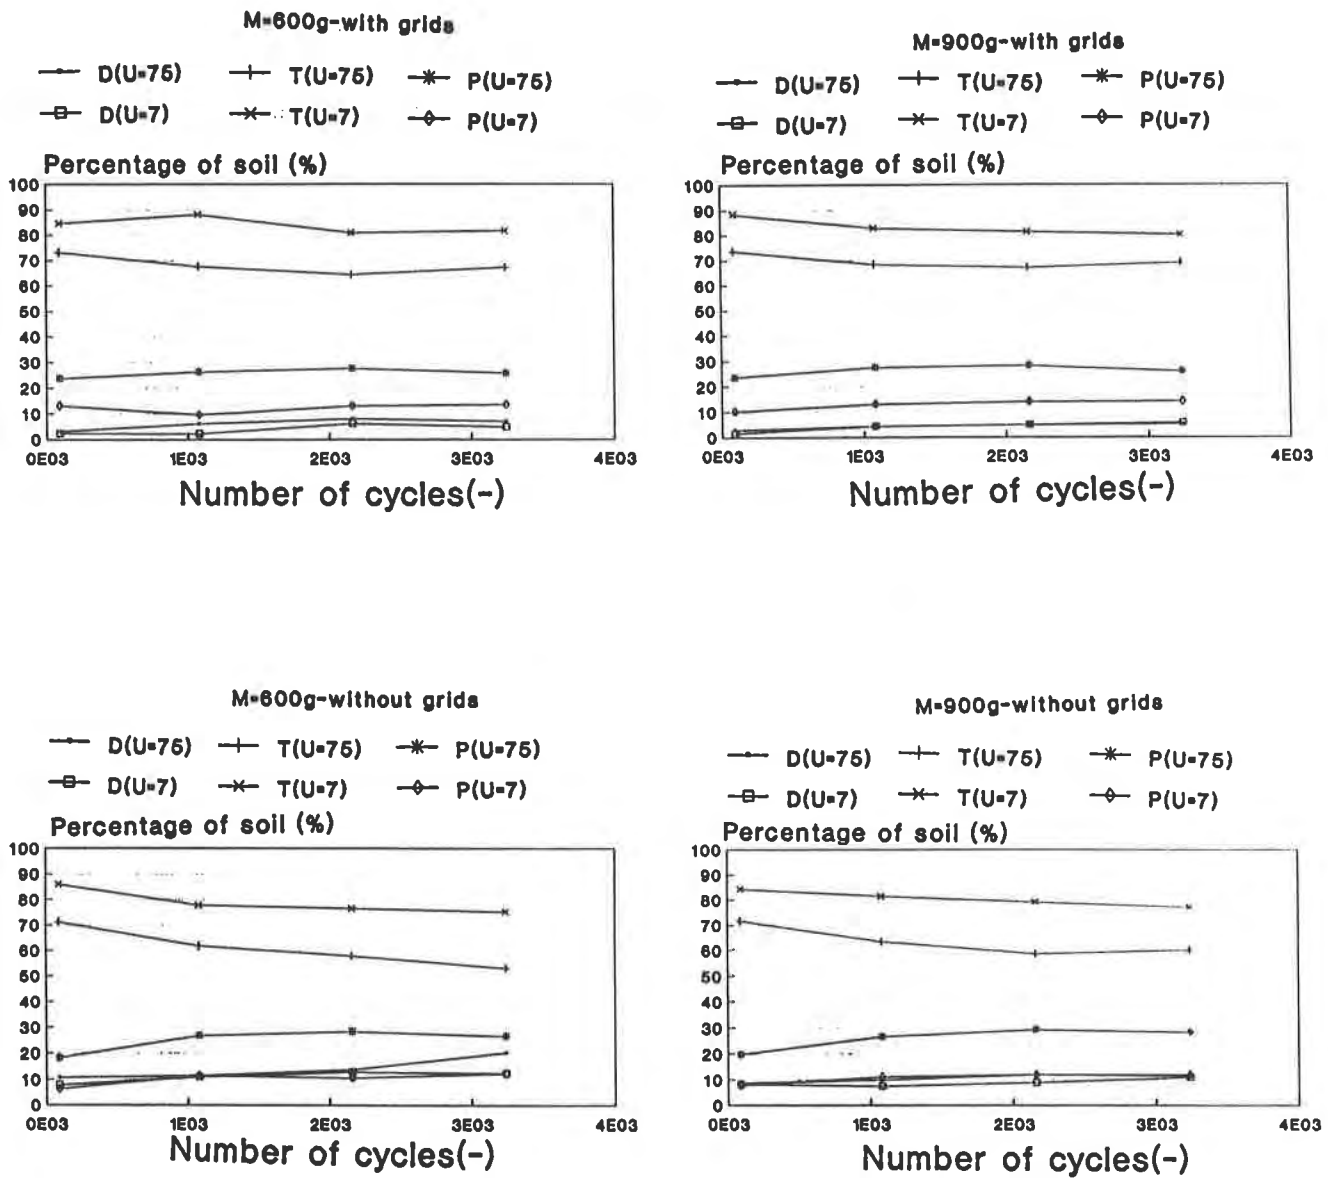 M=600g-with grids
D(U=75) T(U=75) P(U=75)
D(U=7) T(U=7) P(U=7)
Percentage of soil (%)
100
90
80
70
60
50
40
30
20
10
0
0E03 1E03 2E03 3E03 4E03
Number of cycles(-)
M=900g-with grids
D(U=75) T(U=75) P(U=75)
D(U=7) T(U=7) P(U=7)
Percentage of soil (%)
100
90
80
70
60
50
40
30
20
10
0
0E03 1E03 2E03 3E03 4E03
Number of cycles(-)
M=600g-without grids
D(U=75) T(U=75) P(U=75)
D(U=7) T(U=7) P(U=7)
Percentage of soil (%)
100
90
80
70
60
50
40
30
20
10
0
0E03 1E03 2E03 3E03 4E03
Number of cycles(-)
M=900g-without grids
D(U=75) T(U=75) P(U=75)
D(U=7) T(U=7) P(U=7)
Percentage of soil (%)
100
90
80
70
60
50
40
30
20
10
0
0E03 1E03 2E03 3E03 4E03
Number of cycles(-)